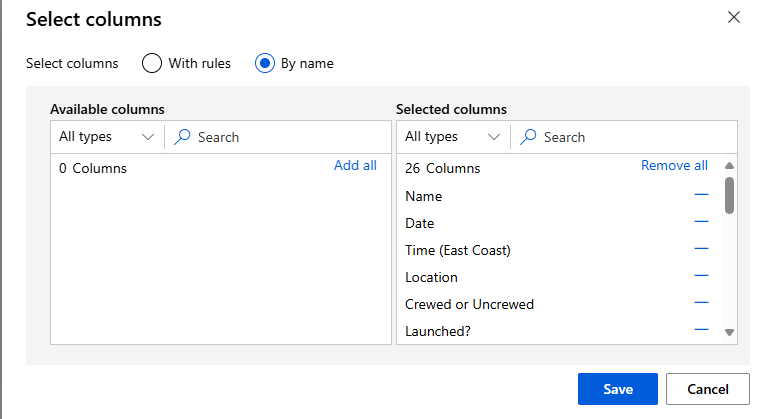 Select columns
Select columns With rules By name
Available columns
All types Search
0 Columns Add all
Selected columns
All types Search
26 Columns Remove all
Name
Date
Time (East Coast)
Location
Crewed or Uncrewed
Launched?
Save Cancel